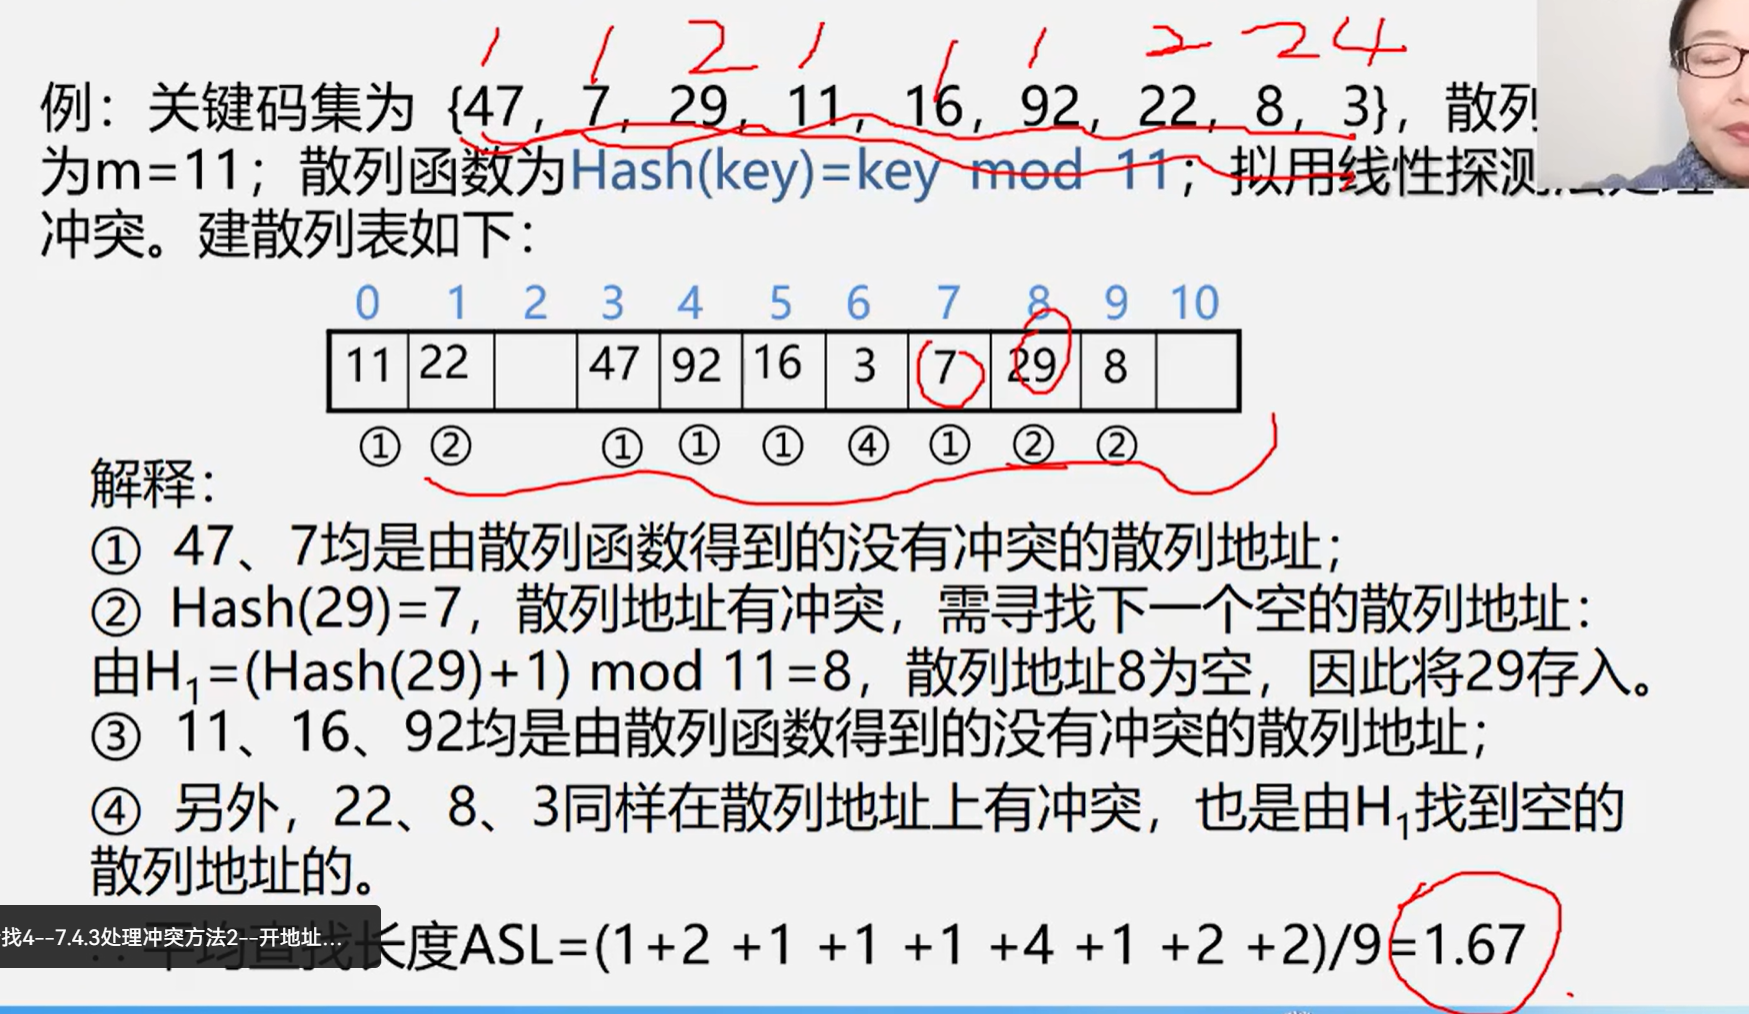 1 1 2 1 1 1 2 2 4
例：关键码集为 {47，7，29，11，16，92，22，8，3}，散列
为m=11；散列函数为Hash(key)=key mod 11；拟用线性探测
冲突。建散列表如下：
0 1 2 3 4 5 6 7 8 9 10
11 22 47 92 16 3 7 29 8
① ② ① ① ① ④ ① ② ②
解释：
① 47、7均是由散列函数得到的没有冲突的散列地址；
② Hash(29)=7，散列地址有冲突，需寻找下一个空的散列地址：
由H₁=(Hash(29)+1) mod 11=8，散列地址8为空，因此将29存入。
③ 11、16、92均是由散列函数得到的没有冲突的散列地址；
④ 另外，22、8、3同样在散列地址上有冲突，也是由H₁找到空的
散列地址的。
找4--7.4.3处理冲突方法2--开地址...
长度ASL=(1+2 +1 +1 +1 +4 +1 +2 +2)/9=1.67